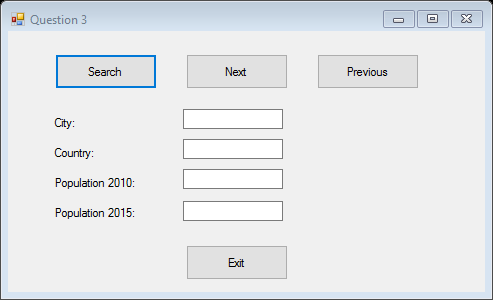 Question 3
Search Next Previous
City:
Country:
Population 2010:
Population 2015:
Exit